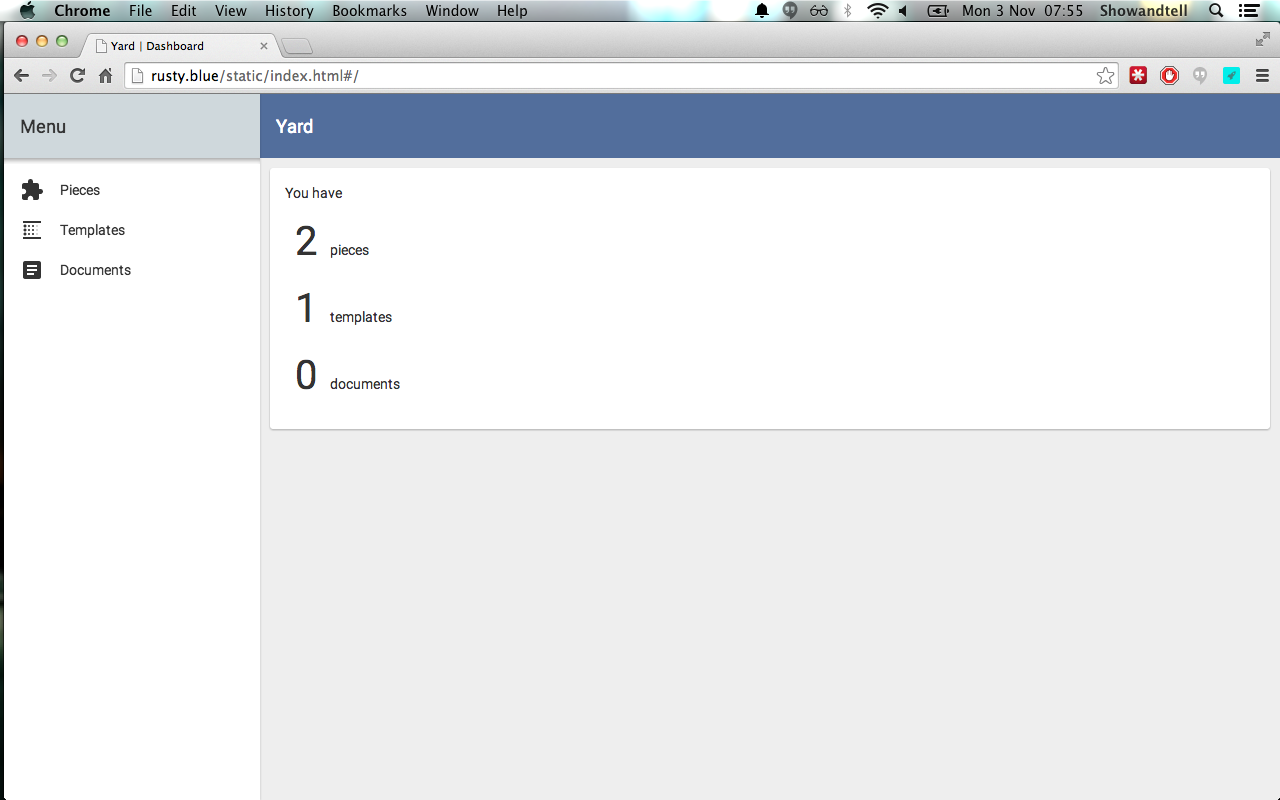 Chrome File Edit View History Bookmarks Window Help Mon 3 Nov 07:55 Showandtell
Yard | Dashboard
rusty.blue/static/index.html#/
Menu
Yard
Pieces
Templates
Documents
You have
2 pieces
1 templates
0 documents